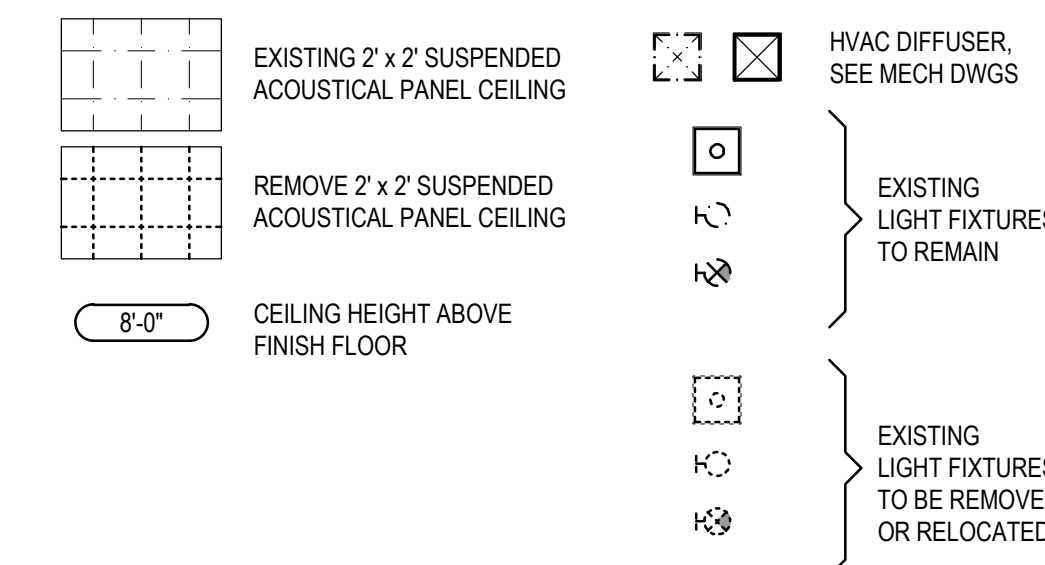 EXISTING 2' x 2' SUSPENDED
ACOUSTICAL PANEL CEILING
REMOVE 2' x 2' SUSPENDED
ACOUSTICAL PANEL CEILING
8'-0"
CEILING HEIGHT ABOVE
FINISH FLOOR
HVAC DIFFUSER,
SEE MECH DWGS
EXISTING
LIGHT FIXTURES
TO REMAIN
EXISTING
LIGHT FIXTURES
TO BE REMOVE
OR RELOCATED